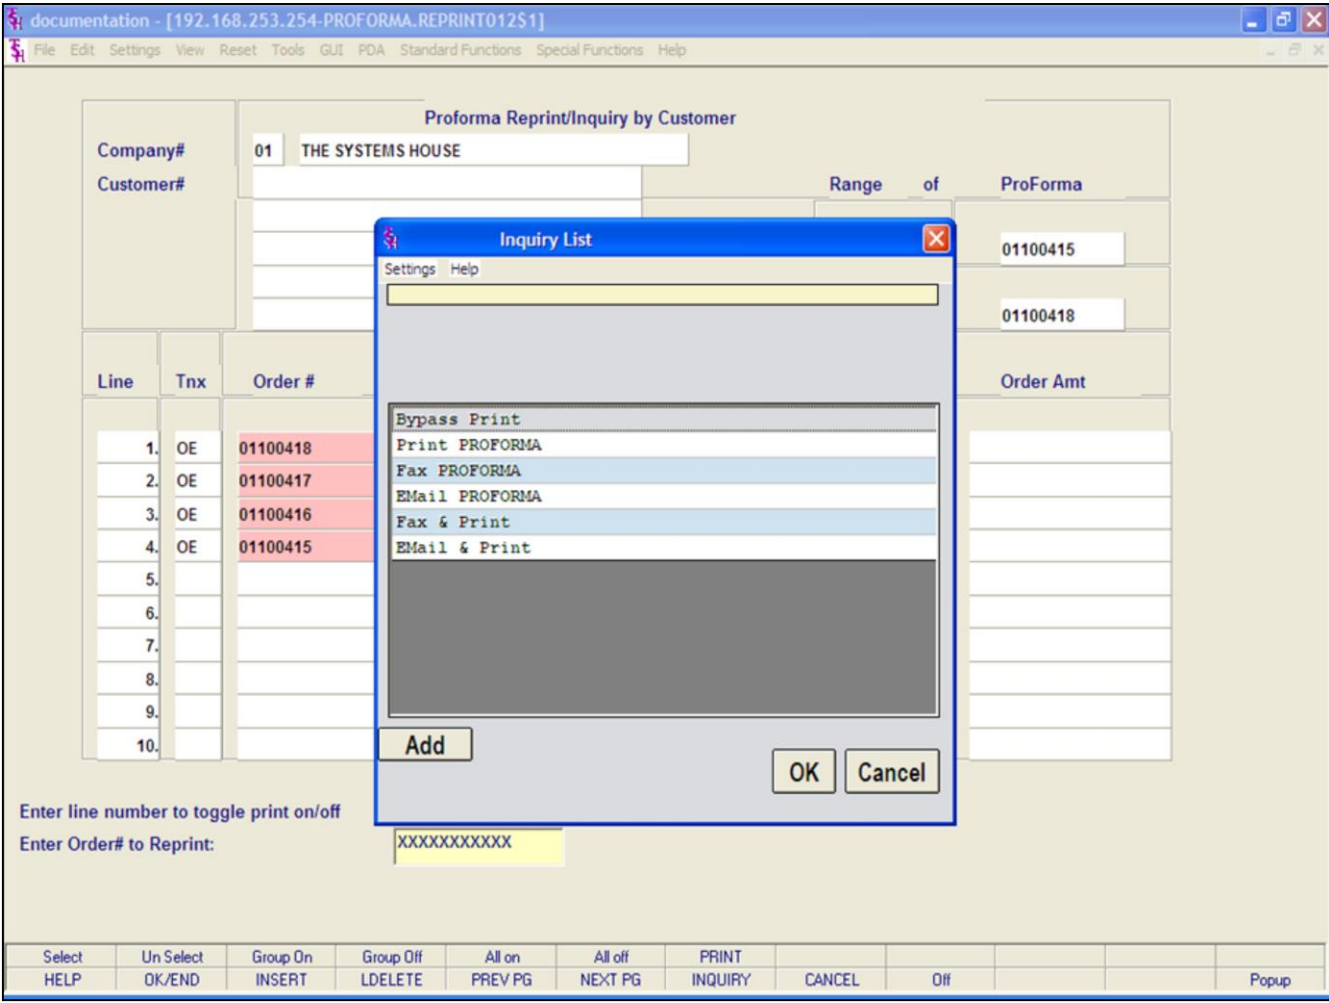 documentation - [192.168.253.254-PROFORMA.REPRINT012$1]
File Edit Settings View Reset Tools GUI PDA Standard Functions Special Functions Help
Proforma Reprint/Inquiry by Customer
Company# 01 THE SYSTEMS HOUSE
Customer# Range of ProForma
Inquiry List
Settings Help
01100415
01100418
Line Tnx Order # Order Amt
Bypass Print
Print PROFORMA
Fax PROFORMA
EMail PROFORMA
Fax & Print
EMail & Print
1. OE 01100418
2. OE 01100417
3. OE 01100416
4. OE 01100415
5.
6.
7.
8.
9.
10.
Add
OK Cancel
Enter line number to toggle print on/off
Enter Order# to Reprint: XXXXXXXXXXX
Select Un Select Group On Group Off All on All off PRINT
HELP OK/END INSERT LDELETE PREV PG NEXT PG INQUIRY CANCEL Off Popup